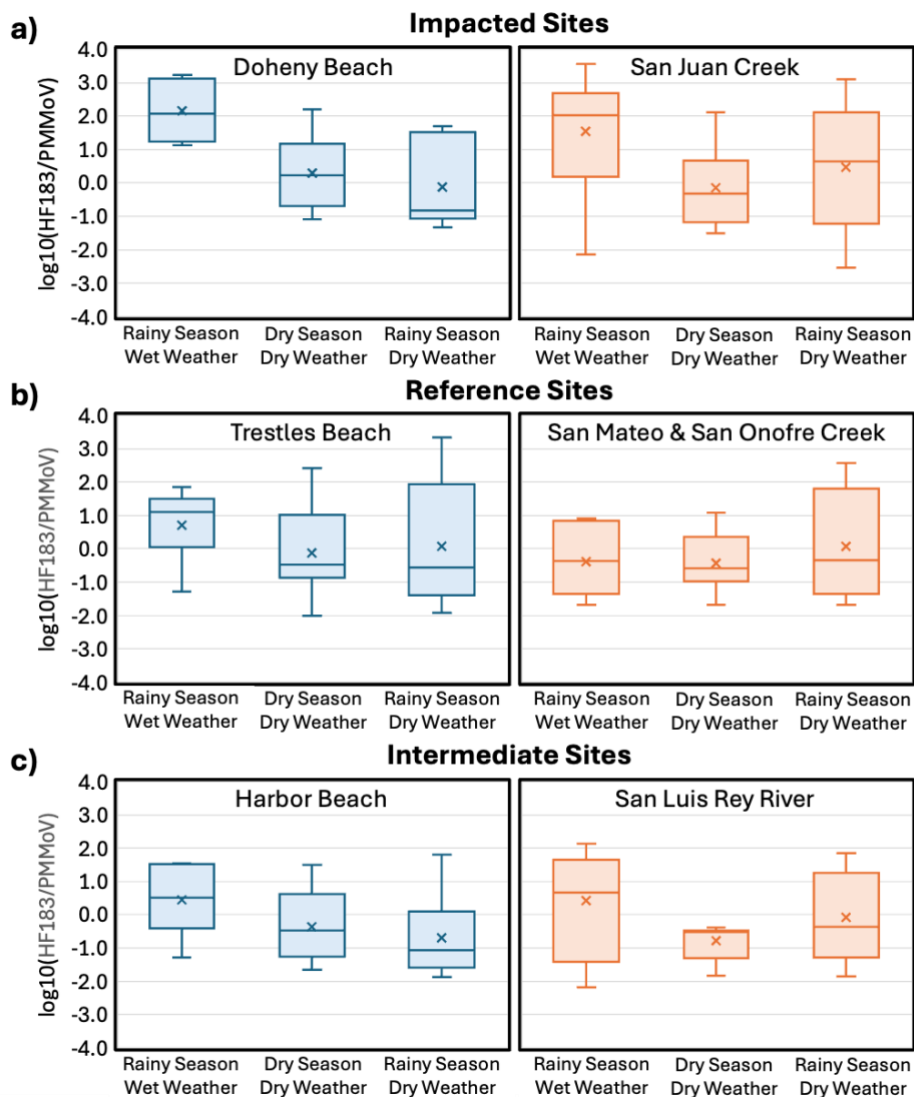 a)
Impacted Sites
log10(HF183/PMMoV)
4.0
3.0
2.0
1.0
0.0
-1.0
-2.0
-3.0
-4.0
Doheny Beach
San Juan Creek
Rainy Season
Wet Weather
Dry Season
Dry Weather
Rainy Season
Dry Weather
Rainy Season
Wet Weather
Dry Season
Dry Weather
Rainy Season
Dry Weather
b)
Reference Sites
log10(HF183/PMMoV)
4.0
3.0
2.0
1.0
0.0
-1.0
-2.0
-3.0
-4.0
Trestles Beach
San Mateo & San Onofre Creek
Rainy Season
Wet Weather
Dry Season
Dry Weather
Rainy Season
Dry Weather
Rainy Season
Wet Weather
Dry Season
Dry Weather
Rainy Season
Dry Weather
c)
Intermediate Sites
log10(HF183/PMMoV)
4.0
3.0
2.0
1.0
0.0
-1.0
-2.0
-3.0
-4.0
Harbor Beach
San Luis Rey River
Rainy Season
Wet Weather
Dry Season
Dry Weather
Rainy Season
Dry Weather
Rainy Season
Wet Weather
Dry Season
Dry Weather
Rainy Season
Dry Weather